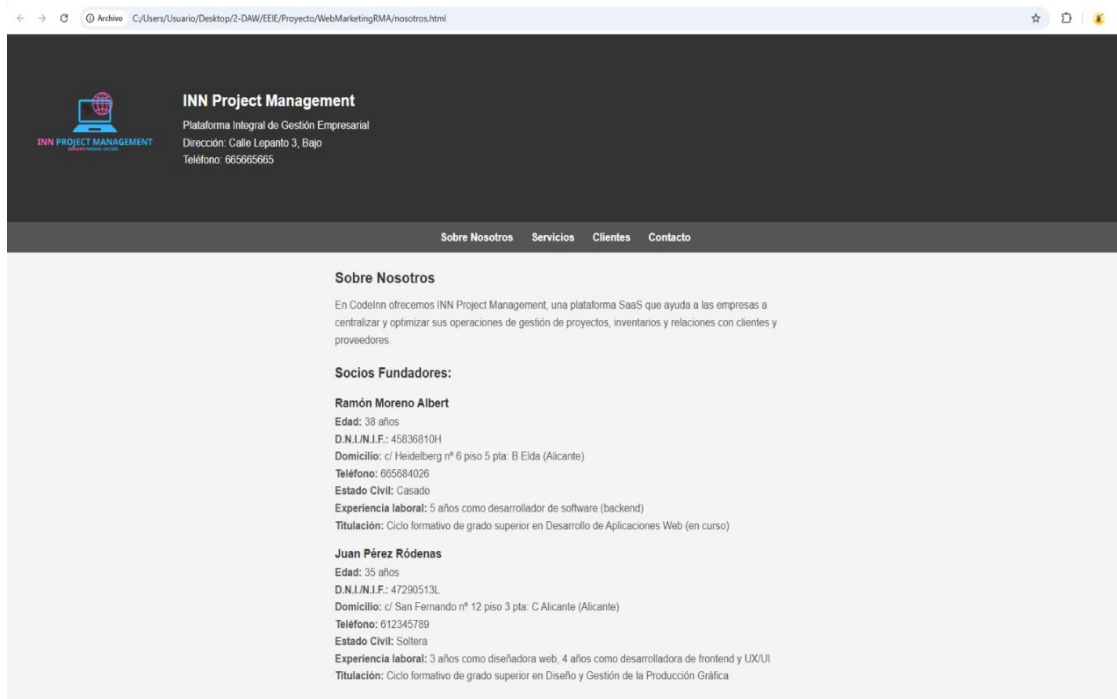 Archivo C:/Users/Usuario/Desktop/2-DAW/EEIE/Proyecto/WebMarketingRMA/nosotros.html
INN PROJECT MANAGEMENT
INN Project Management
Plataforma Integral de Gestión Empresarial
Dirección: Calle Lepanto 3, Bajo
Teléfono: 665665665
Sobre Nosotros Servicios Clientes Contacto
Sobre Nosotros
En CodeInn ofrecemos INN Project Management, una plataforma SaaS que ayuda a las empresas a
centralizar y optimizar sus operaciones de gestión de proyectos, inventarios y relaciones con clientes y
proveedores.
Socios Fundadores:
Ramón Moreno Albert
Edad: 38 años
D.N.I./N.I.F.: 45836810H
Domicilio: c/ Heidelberg nº 6 piso 5 pta: B Elda (Alicante)
Teléfono: 665684026
Estado Civil: Casado
Experiencia laboral: 5 años como desarrollador de software (backend)
Titulación: Ciclo formativo de grado superior en Desarrollo de Aplicaciones Web (en curso)
Juan Pérez Ródenas
Edad: 35 años
D.N.I./N.I.F.: 47290513L
Domicilio: c/ San Fernando nº 12 piso 3 pta: C Alicante (Alicante)
Teléfono: 612345789
Estado Civil: Soltera
Experiencia laboral: 3 años como diseñadora web, 4 años como desarrolladora de frontend y UX/UI
Titulación: Ciclo formativo de grado superior en Diseño y Gestión de la Producción Gráfica